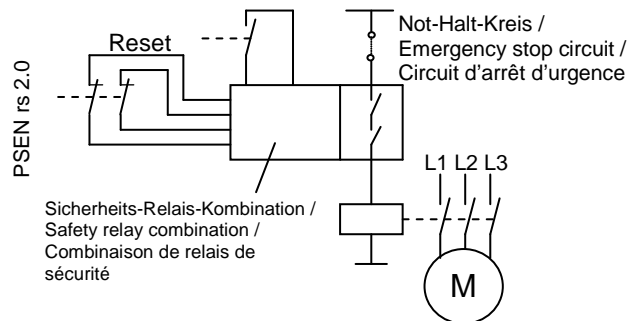 Reset
Not-Halt-Kreis /
Emergency stop circuit /
Circuit d'arrêt d'urgence
PSEN rs 2.0
L1 L2 L3
Sicherheits-Relais-Kombination /
Safety relay combination /
Combinaison de relais de
sécurité
M